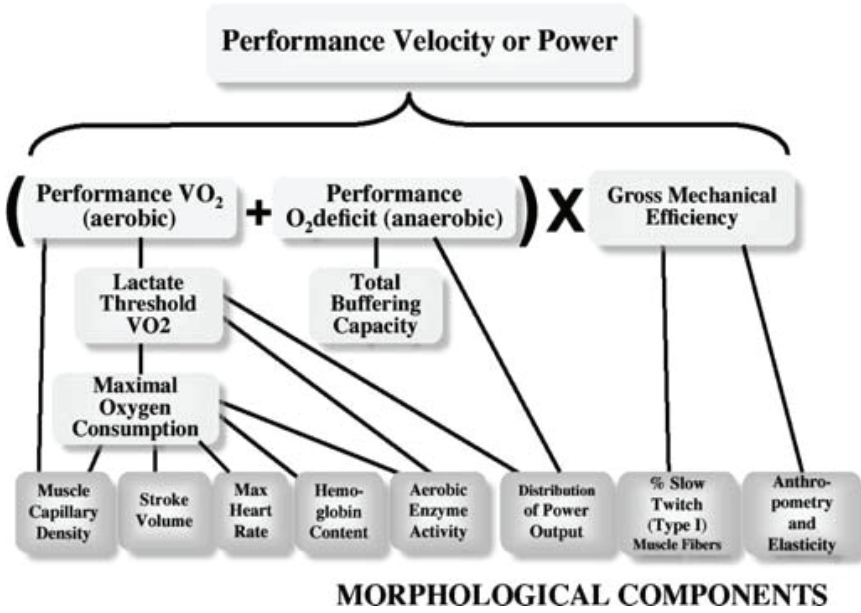 Performance Velocity or Power
(
Performance VO2
(aerobic)
+
Performance
O2deficit (anaerobic)
)
X
Gross Mechanical
Efficiency
Lactate
Threshold
VO2
Total
Buffering
Capacity
Maximal
Oxygen
Consumption
Muscle
Capillary
Density
Stroke
Volume
Max
Heart
Rate
Hemo-
globin
Content
Aerobic
Enzyme
Activity
Distribution
of Power
Output
% Slow
Twitch
(Type I)
Muscle Fibers
Anthro-
pometry
and
Elasticity
MORPHOLOGICAL COMPONENTS